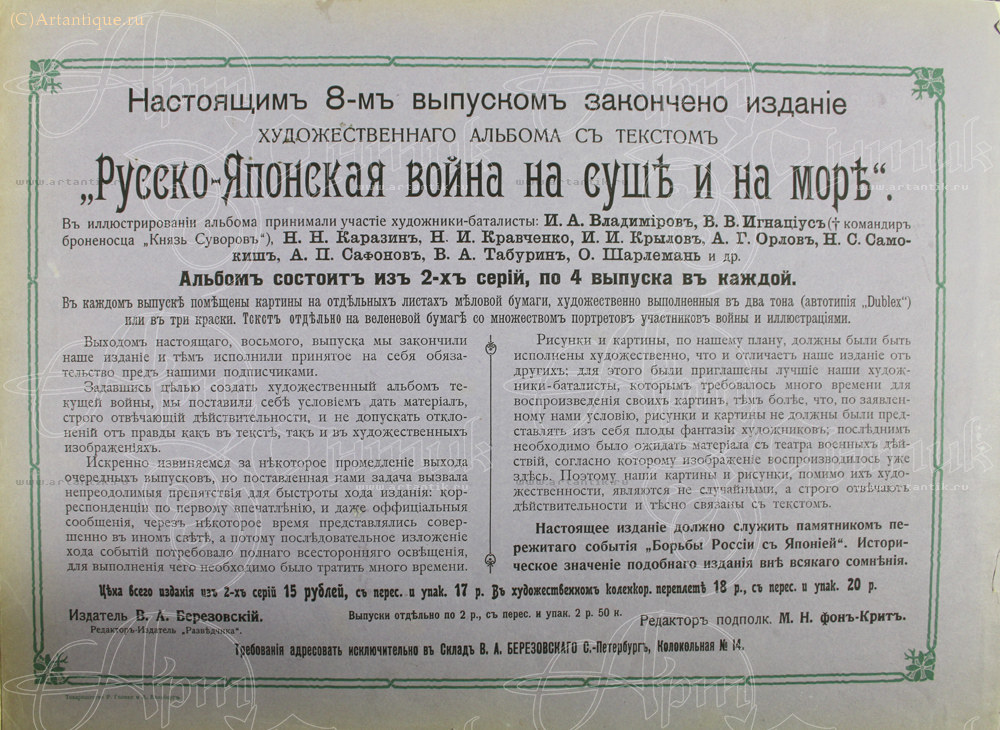 (C)Artantique.ru
Настоящимъ 8-мъ выпускомъ закончено изданіе
ХУДОЖЕСТВЕННАГО АЛЬБОМА СЪ ТЕКСТОМЪ
„Русско-Японская война на сушѣ и на морѣ“.
Въ иллюстрированіи альбома принимали участіе художники-баталисты: И. А. Владиміровъ, В. В. Игнаціусъ († командиръ
броненосца „Князь Суворовъ“), Н. Н. Каразинъ, Н. И. Кравченко, И. И. Крыловъ, А. Г. Орловъ, Н. С. Само-
кишъ, А. П. Сафоновъ, В. А. Табуринъ, О. Шарлемань и др.
Альбомъ состоитъ изъ 2-хъ серій, по 4 выпуска въ каждой.
Въ каждомъ выпускѣ помѣщены картины на отдѣльныхъ листахъ мѣловой бумаги, художественно выполненныя въ два тона (автотипія „Dublex“)
или въ три краски. Текстъ отдѣльно на веленевой бумагѣ со множествомъ портретовъ участниковъ войны и иллюстраціями.
Выходомъ настоящаго, восьмого, выпуска мы закончили
наше изданіе и тѣмъ исполнили принятое на себя обяза-
тельство предъ нашими подписчиками.
Задавшись цѣлью создать художественный альбомъ те-
кущей войны, мы поставили себѣ условіемъ дать матеріалъ,
строго отвѣчающій дѣйствительности, и не допускать откло-
неній отъ правды какъ въ текстѣ, такъ и въ художественныхъ
изображеніяхъ.
Искренно извиняемся за нѣкоторое промедленіе выхода
очередныхъ выпусковъ, но поставленная нами задача вызвала
непреодолимыя препятствія для быстроты хода изданія: кор-
респонденціи по первому впечатлѣнію, и даже оффиціальныя
сообщенія, черезъ нѣкоторое время представлялись совер-
шенно въ иномъ свѣтѣ, а потому послѣдовательное изложеніе
хода событій потребовало полнаго всесторонняго освѣщенія,
для выполненія чего необходимо было тратить много времени.
Рисунки и картины, по нашему плану, должны были быть
исполнены художественно, что и отличаетъ наше изданіе отъ
другихъ; для этого были приглашены лучшіе наши худож-
ники-баталисты, которымъ требовалось много времени для
воспроизведенія своихъ картинъ, тѣмъ болѣе, что, по заявлен-
ному нами условію, рисунки и картины не должны были пред-
ставлять изъ себя плоды фантазіи художниковъ; послѣднимъ
необходимо было ожидать матеріала съ театра военныхъ дѣй-
ствій, согласно которому изображеніе воспроизводилось уже
здѣсь. Поэтому наши картины и рисунки, помимо ихъ худо-
жественности, являются не случайными, а строго отвѣчаютъ
дѣйствительности и тѣсно связаны съ текстомъ.
Настоящее изданіе должно служить памятникомъ пе-
режитаго событія „Борьбы Россіи съ Японіей“. Истори-
ческое значеніе подобнаго изданія внѣ всякаго сомнѣнія.
Цѣна всего изданія изъ 2-хъ серій 15 рублей, съ перес. и упак. 17 р. Въ художественномъ коленкор. переплетѣ 18 р., съ перес. и упак. 20 р.
Издатель В. А. Березовскій.
Редакторъ-Издатель „Развѣдчика“.
Выпуски отдѣльно по 2 р., съ перес. и упак. 2 р. 50 к.
Редакторъ подполк. М. Н. фонъ-Критъ.
Требованія адресовать исключительно въ Складъ В. А. БЕРЕЗОВСКАГО С.-Петербургъ, Колокольная № 14.
www.artantik.ru